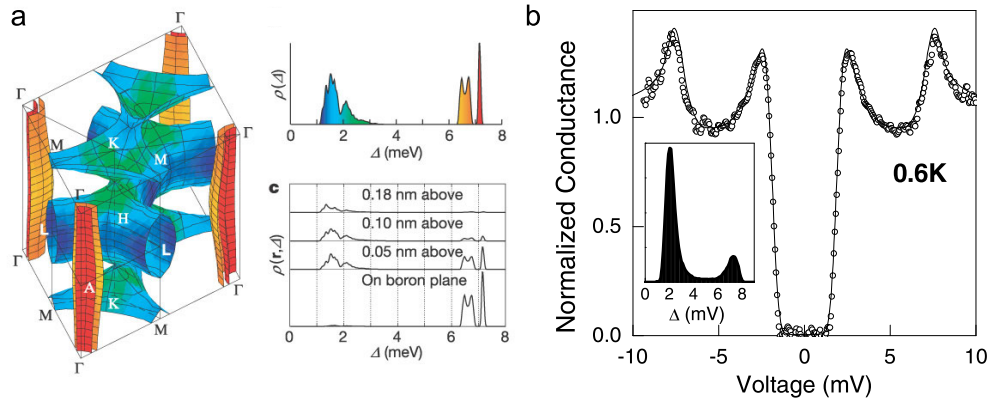 a
Γ
Γ
Γ
M
K
M
Γ
H
L
L
Γ
A
K
M
M
Γ
Γ
ρ(Δ)
0 2 4 6 8
Δ (meV)
c
0.18 nm above
0.10 nm above
0.05 nm above
On boron plane
ρ(r,Δ)
0 2 4 6 8
Δ (meV)
b
Normalized Conductance
1.0
0.5
0.0
0.6K
0 2 4 6 8
Δ (mV)
-10 -5 0 5 10
Voltage (mV)